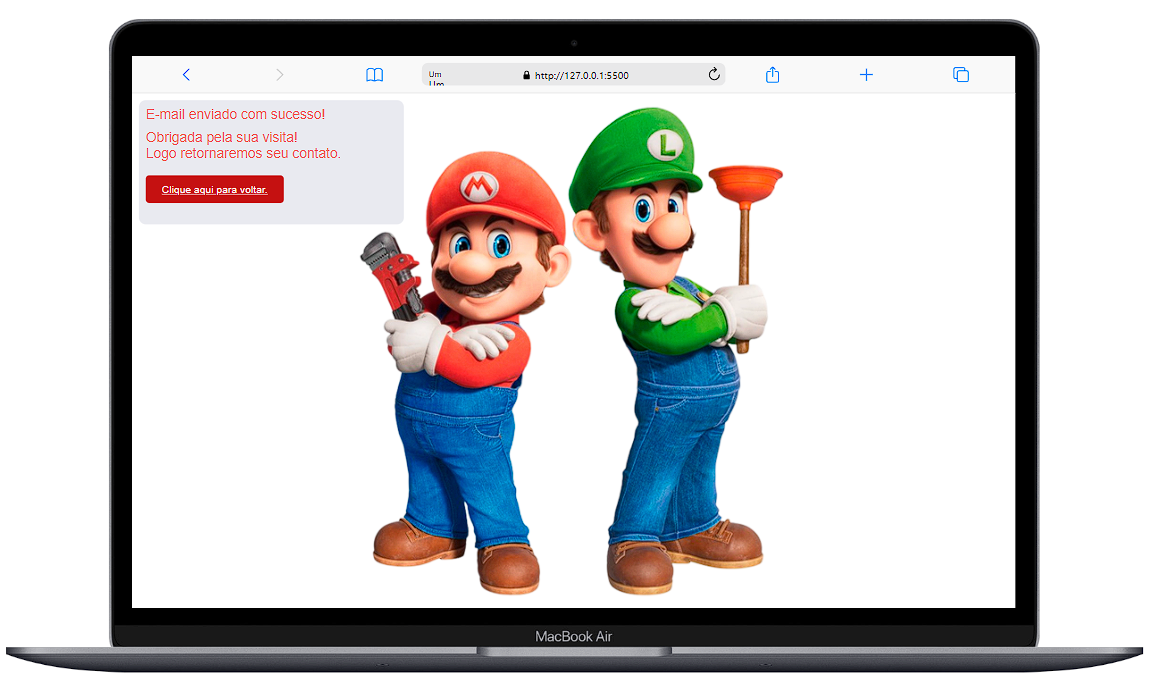 Um
http://127.0.0.1:5500
E-mail enviado com sucesso!
Obrigada pela sua visita!
Logo retornaremos seu contato.
Clique aqui para voltar.
M
L
MacBook Air